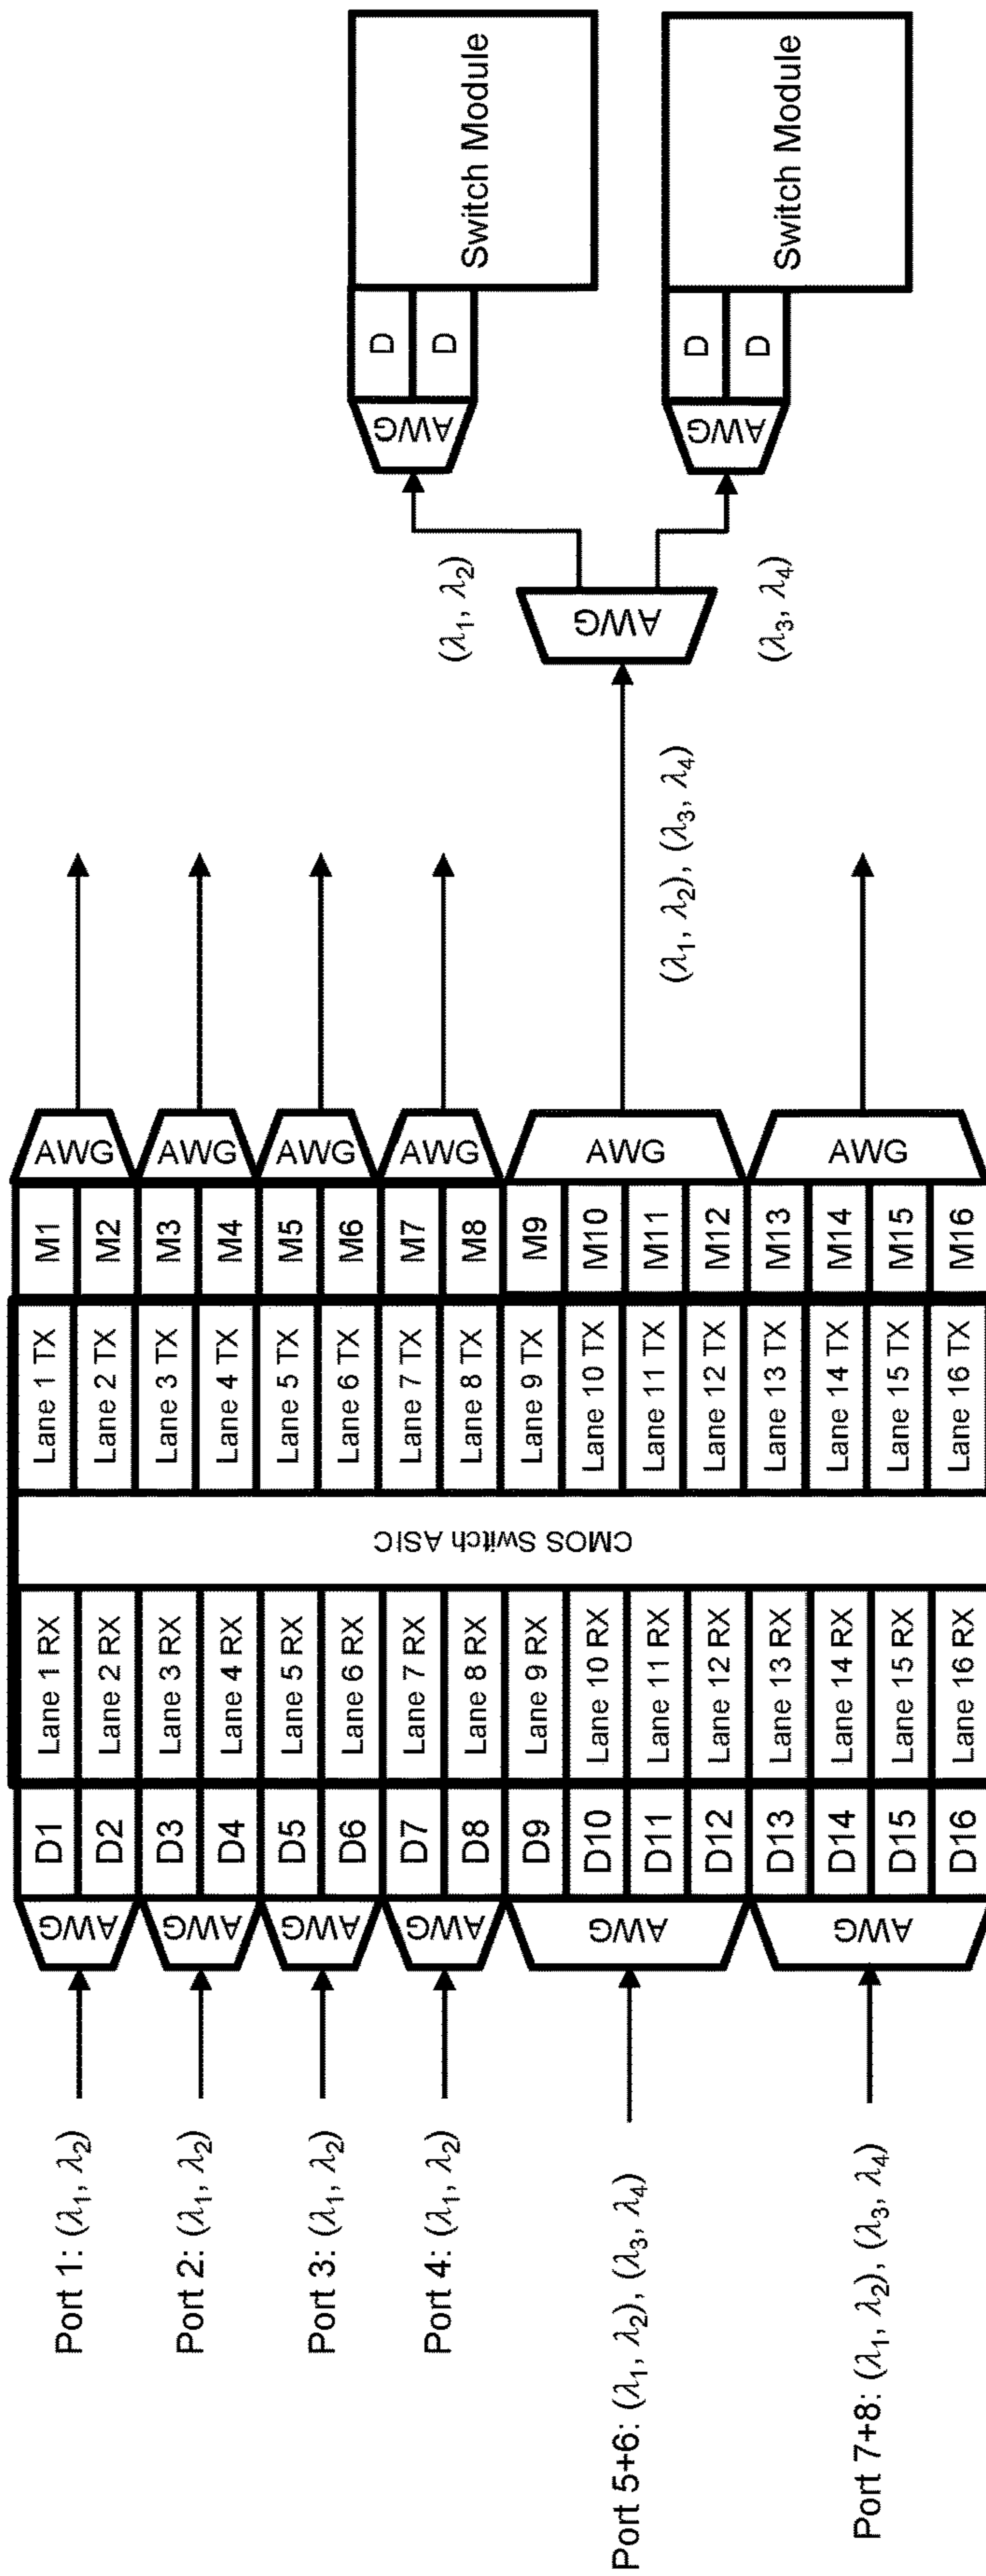 Port 1: (λ1, λ2)
Port 2: (λ1, λ2)
Port 3: (λ1, λ2)
Port 4: (λ1, λ2)
Port 5+6: (λ1, λ2), (λ3, λ4)
Port 7+8: (λ1, λ2), (λ3, λ4)
AWG
AWG
AWG
AWG
AWG
AWG
D1
D2
D3
D4
D5
D6
D7
D8
D9
D10
D11
D12
D13
D14
D15
D16
Lane 1 RX
Lane 2 RX
Lane 3 RX
Lane 4 RX
Lane 5 RX
Lane 6 RX
Lane 7 RX
Lane 8 RX
Lane 9 RX
Lane 10 RX
Lane 11 RX
Lane 12 RX
Lane 13 RX
Lane 14 RX
Lane 15 RX
Lane 16 RX
CMOS Switch ASIC
Lane 1 TX
Lane 2 TX
Lane 3 TX
Lane 4 TX
Lane 5 TX
Lane 6 TX
Lane 7 TX
Lane 8 TX
Lane 9 TX
Lane 10 TX
Lane 11 TX
Lane 12 TX
Lane 13 TX
Lane 14 TX
Lane 15 TX
Lane 16 TX
M1
M2
M3
M4
M5
M6
M7
M8
M9
M10
M11
M12
M13
M14
M15
M16
AWG
AWG
AWG
AWG
AWG
AWG
(λ1, λ2), (λ3, λ4)
AWG
(λ1, λ2)
(λ3, λ4)
AWG
D
D
Switch Module
AWG
D
D
Switch Module